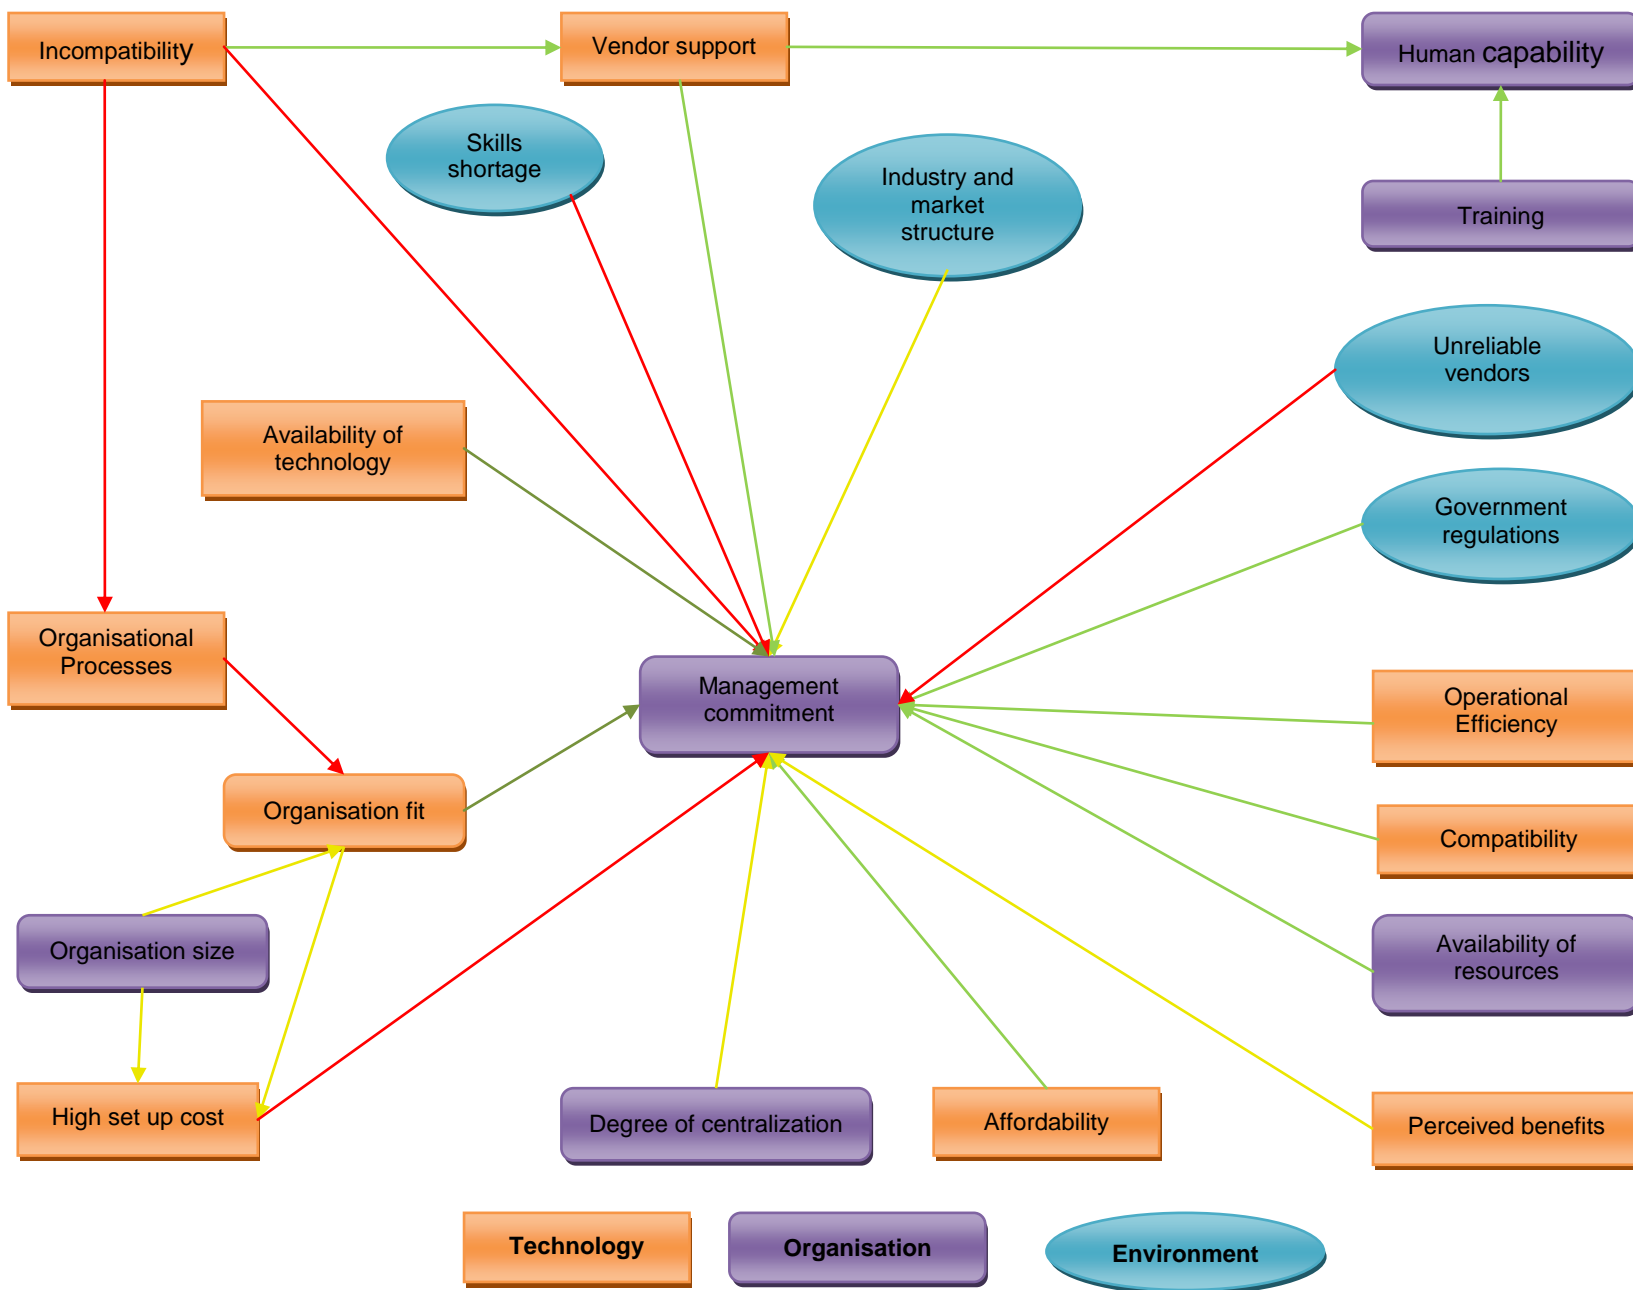 Incompatibility
Vendor support
Human capability
Skills
shortage
Industry and
market
structure
Training
Unreliable
vendors
Availability of
technology
Government
regulations
Organisational
Processes
Management
commitment
Operational
Efficiency
Organisation fit
Compatibility
Organisation size
Availability of
resources
High set up cost
Degree of centralization
Affordability
Perceived benefits
Technology
Organisation
Environment